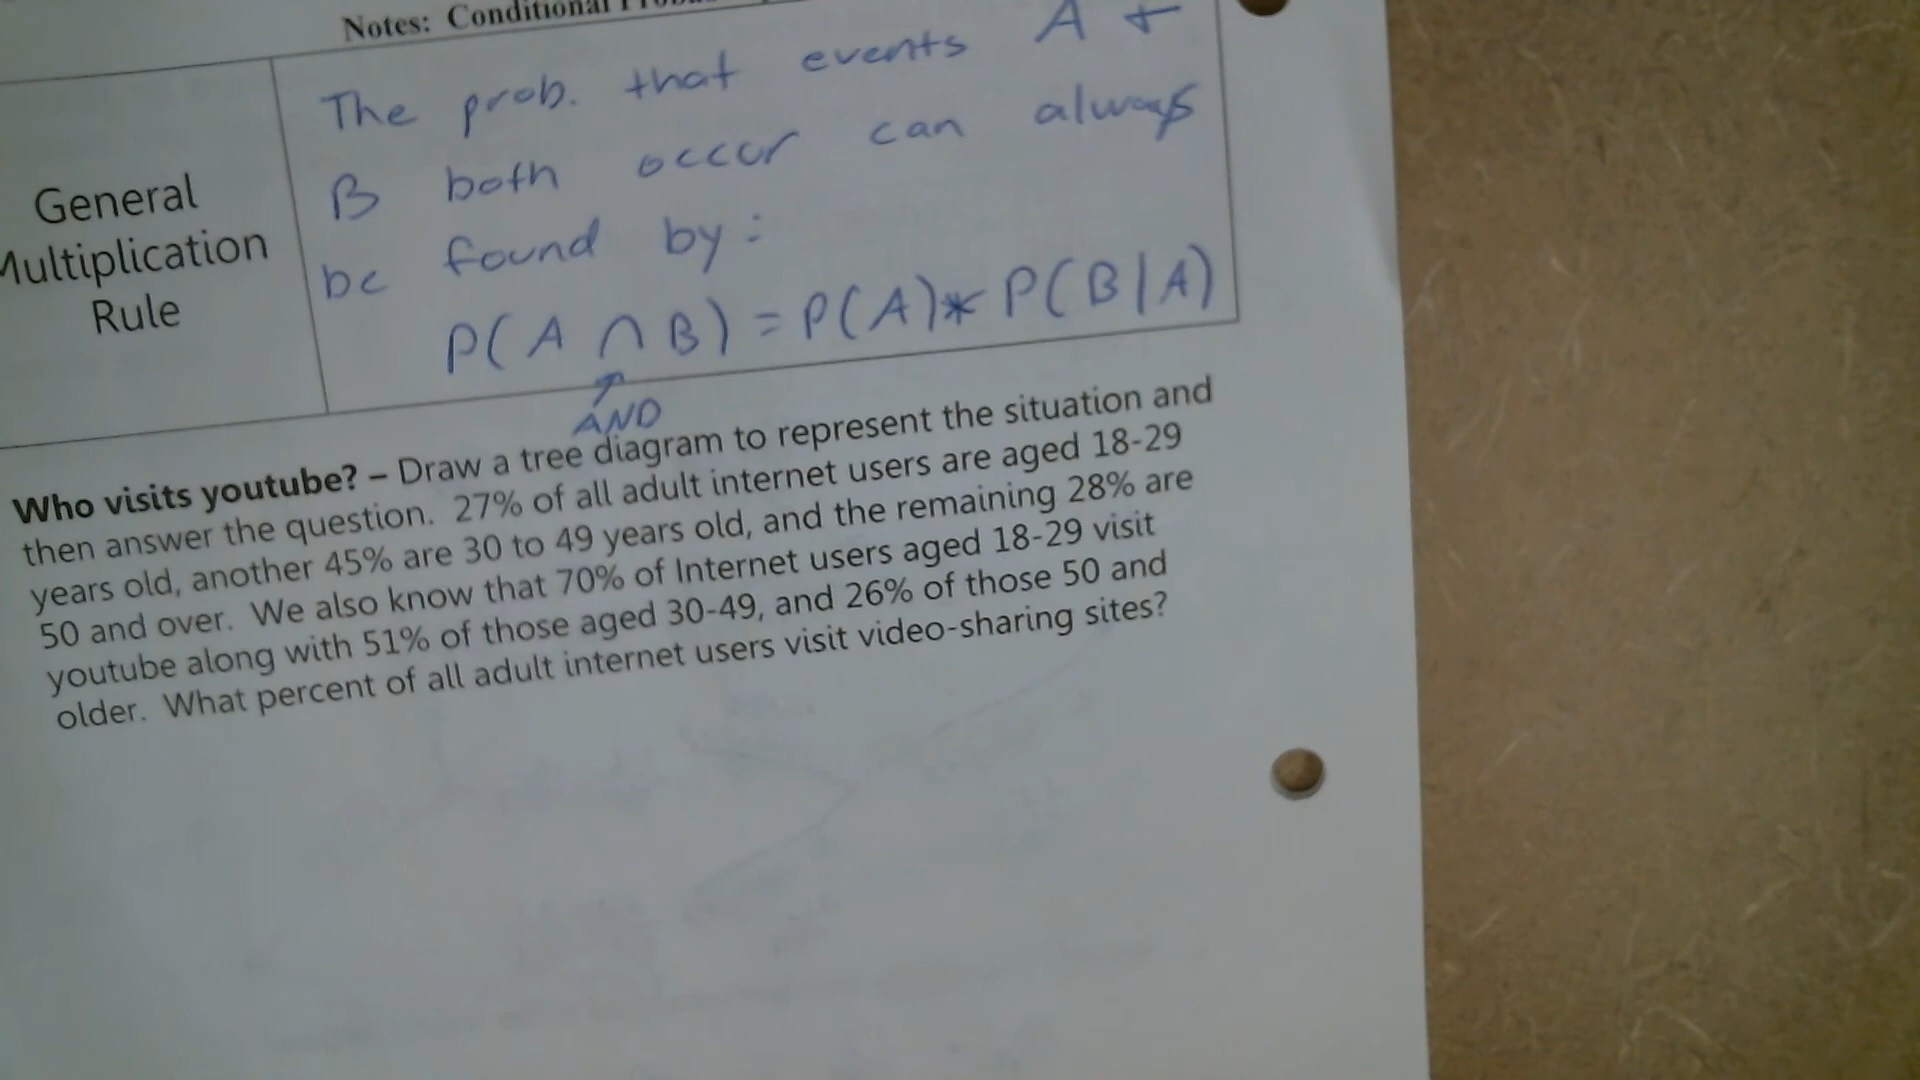 Notes: Conditional
The prob. that events A +
B both occur can always
be found by:
P(A ∩ B) = P(A)* P(B|A)
AND
General
Multiplication
Rule
Who visits youtube? – Draw a tree diagram to represent the situation and
then answer the question. 27% of all adult internet users are aged 18-29
years old, another 45% are 30 to 49 years old, and the remaining 28% are
50 and over. We also know that 70% of Internet users aged 18-29 visit
youtube along with 51% of those aged 30-49, and 26% of those 50 and
older. What percent of all adult internet users visit video-sharing sites?